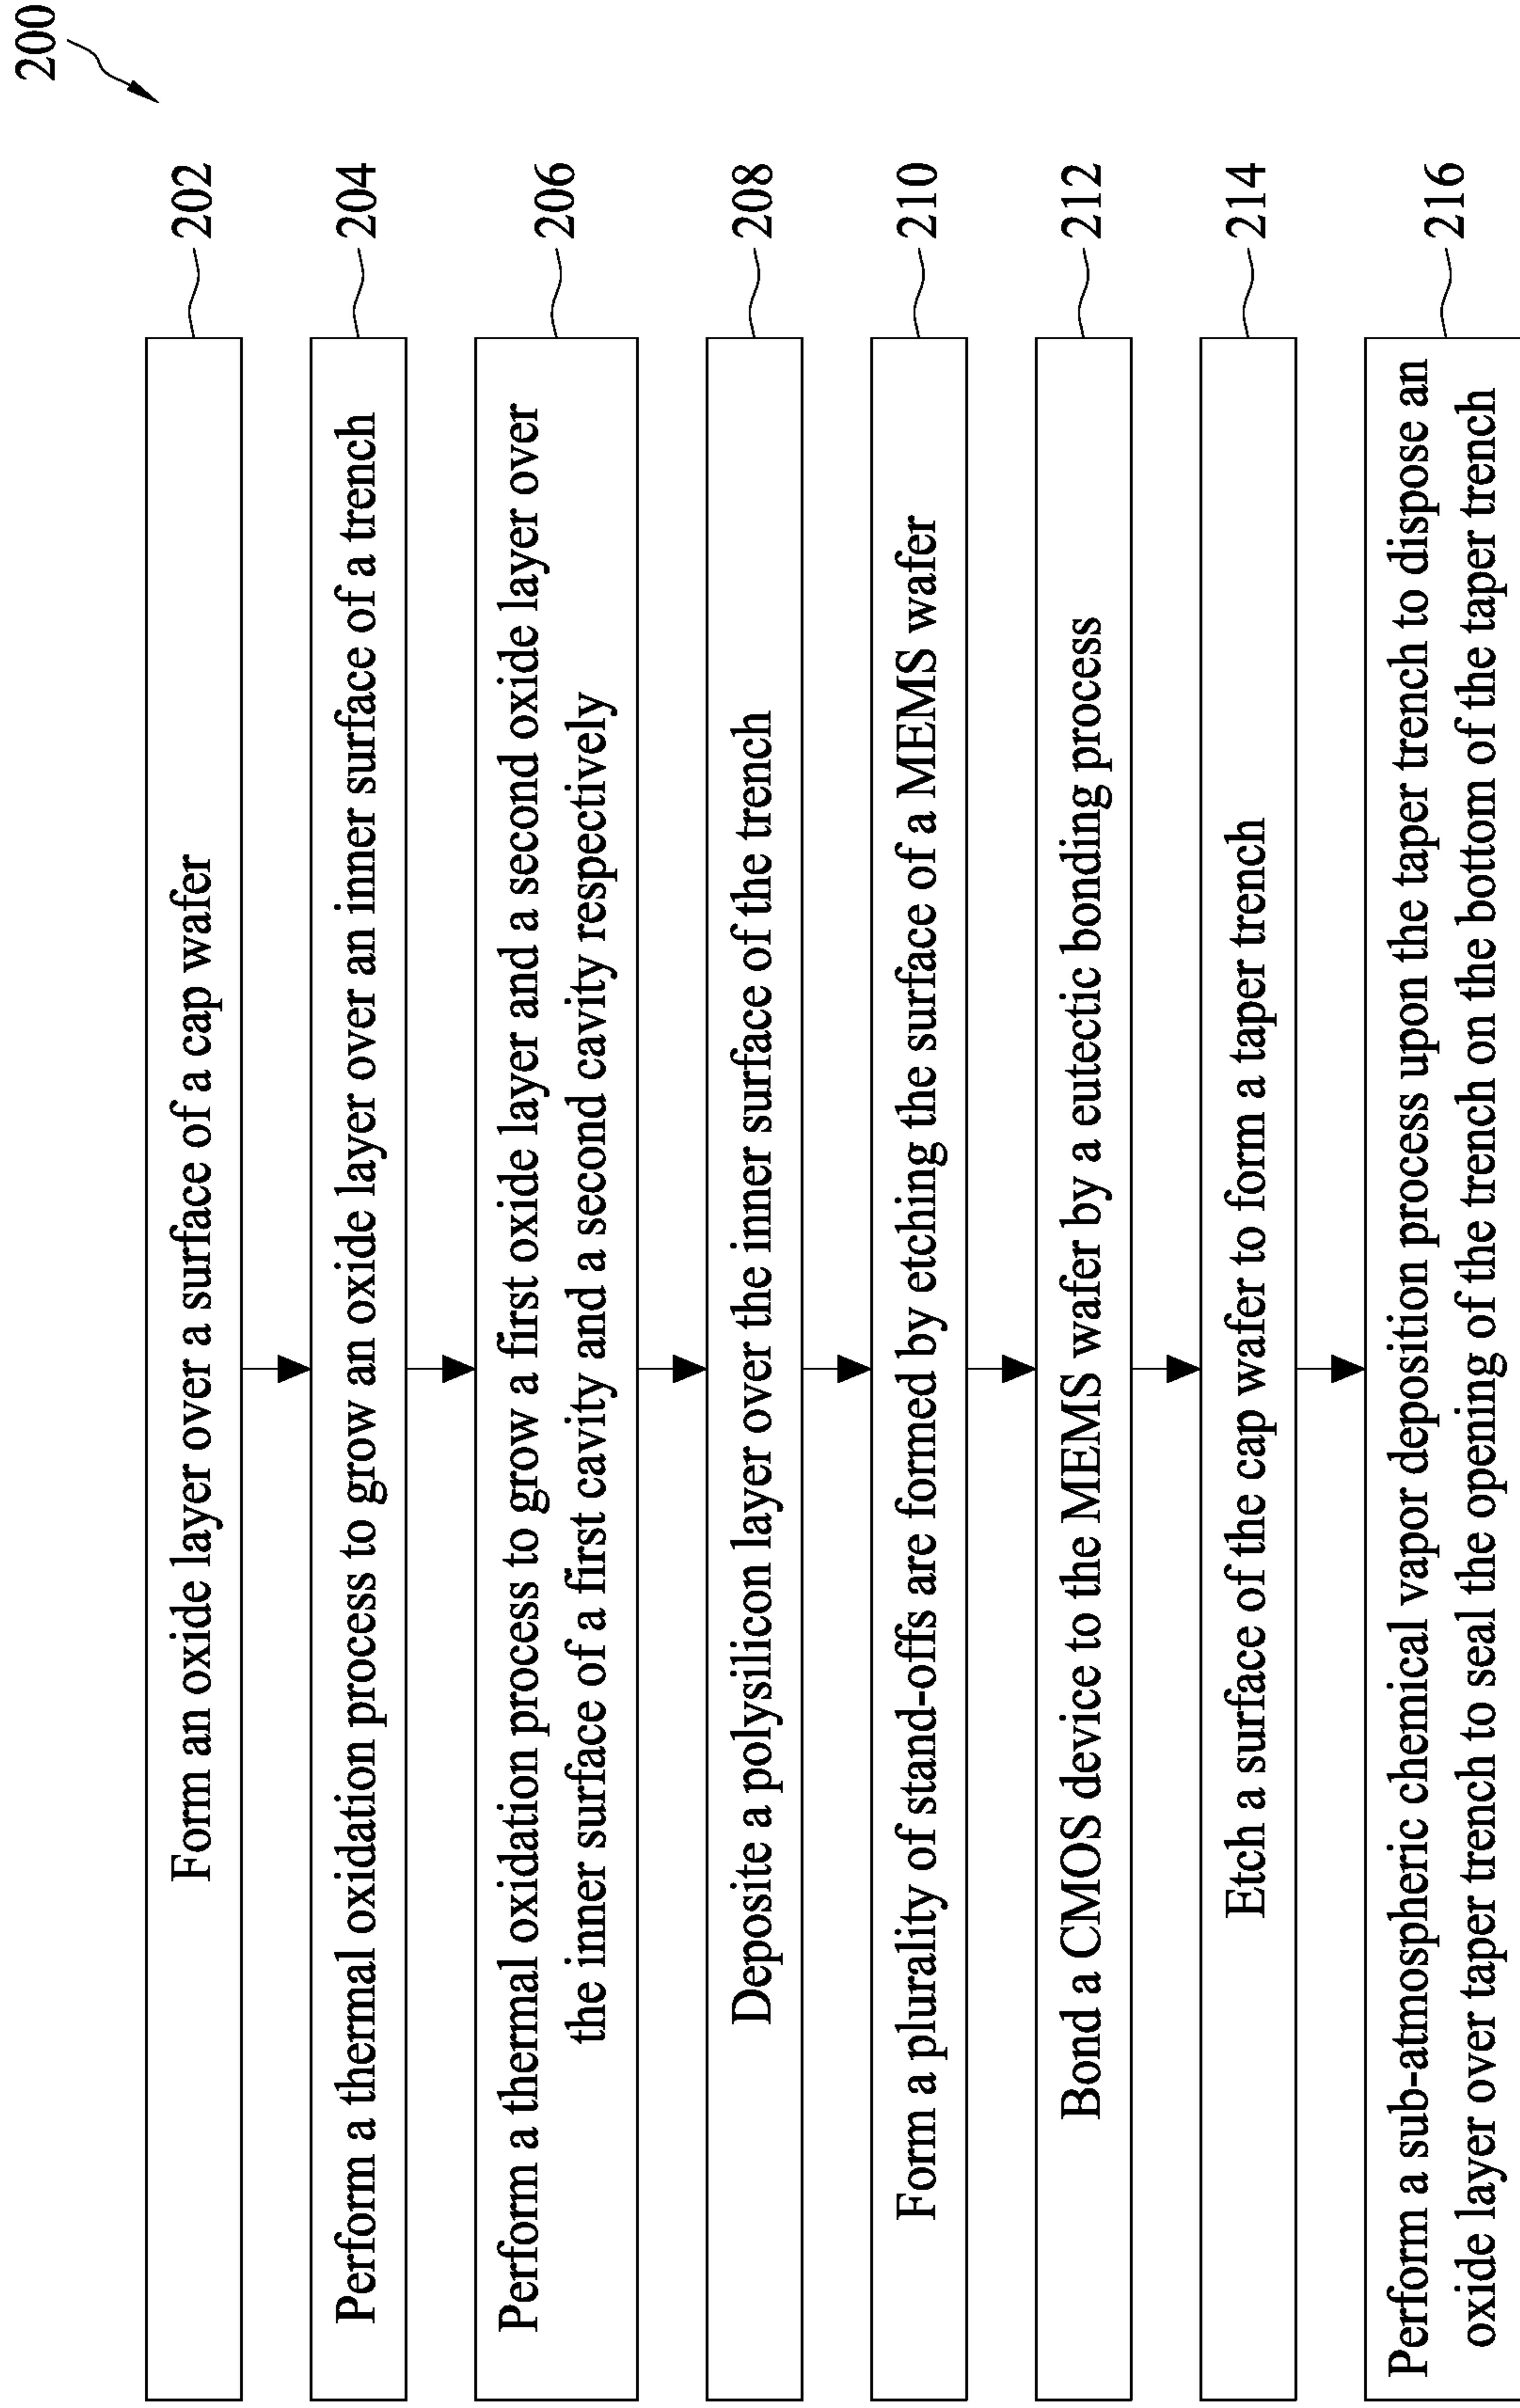 200
Form an oxide layer over a surface of a cap wafer
202
Perform a thermal oxidation process to grow an oxide layer over an inner surface of a trench
204
Perform a thermal oxidation process to grow a first oxide layer and a second oxide layer over
the inner surface of a first cavity and a second cavity respectively
206
Deposite a polysilicon layer over the inner surface of the trench
208
Form a plurality of stand-offs are formed by etching the surface of a MEMS wafer
210
Bond a CMOS device to the MEMS wafer by a eutectic bonding process
212
Etch a surface of the cap wafer to form a taper trench
214
Perform a sub-atmospheric chemical vapor deposition process upon the taper trench to dispose an
oxide layer over taper trench to seal the opening of the trench on the bottom of the taper trench
216